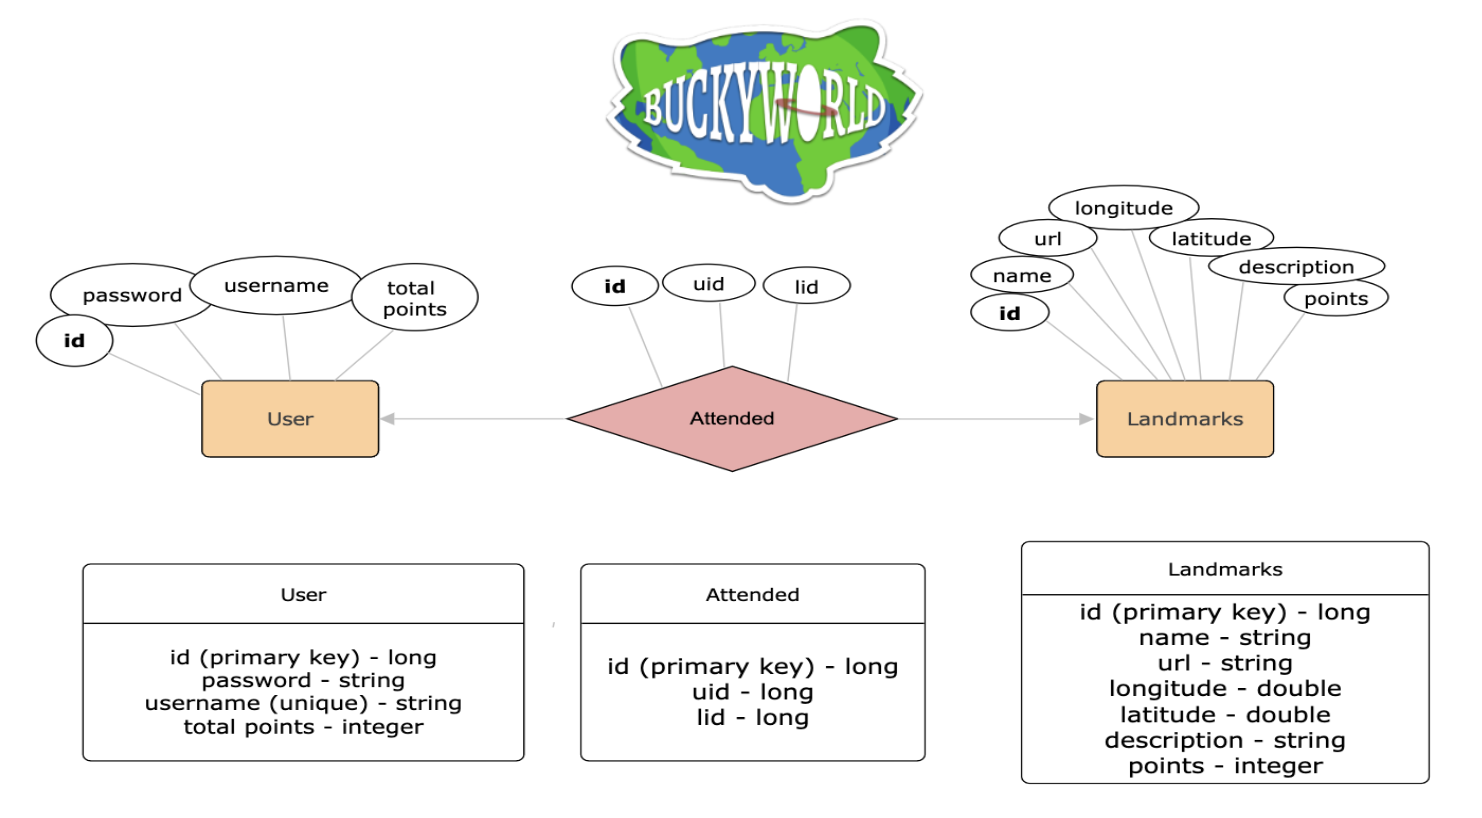 BUCKYWORLD
longitude
url
latitude
name
description
id
points
password
username
total
points
id
id
uid
lid
User
Attended
Landmarks
User
id (primary key) - long
password - string
username (unique) - string
total points - integer
Attended
id (primary key) - long
uid - long
lid - long
Landmarks
id (primary key) - long
name - string
url - string
longitude - double
latitude - double
description - string
points - integer